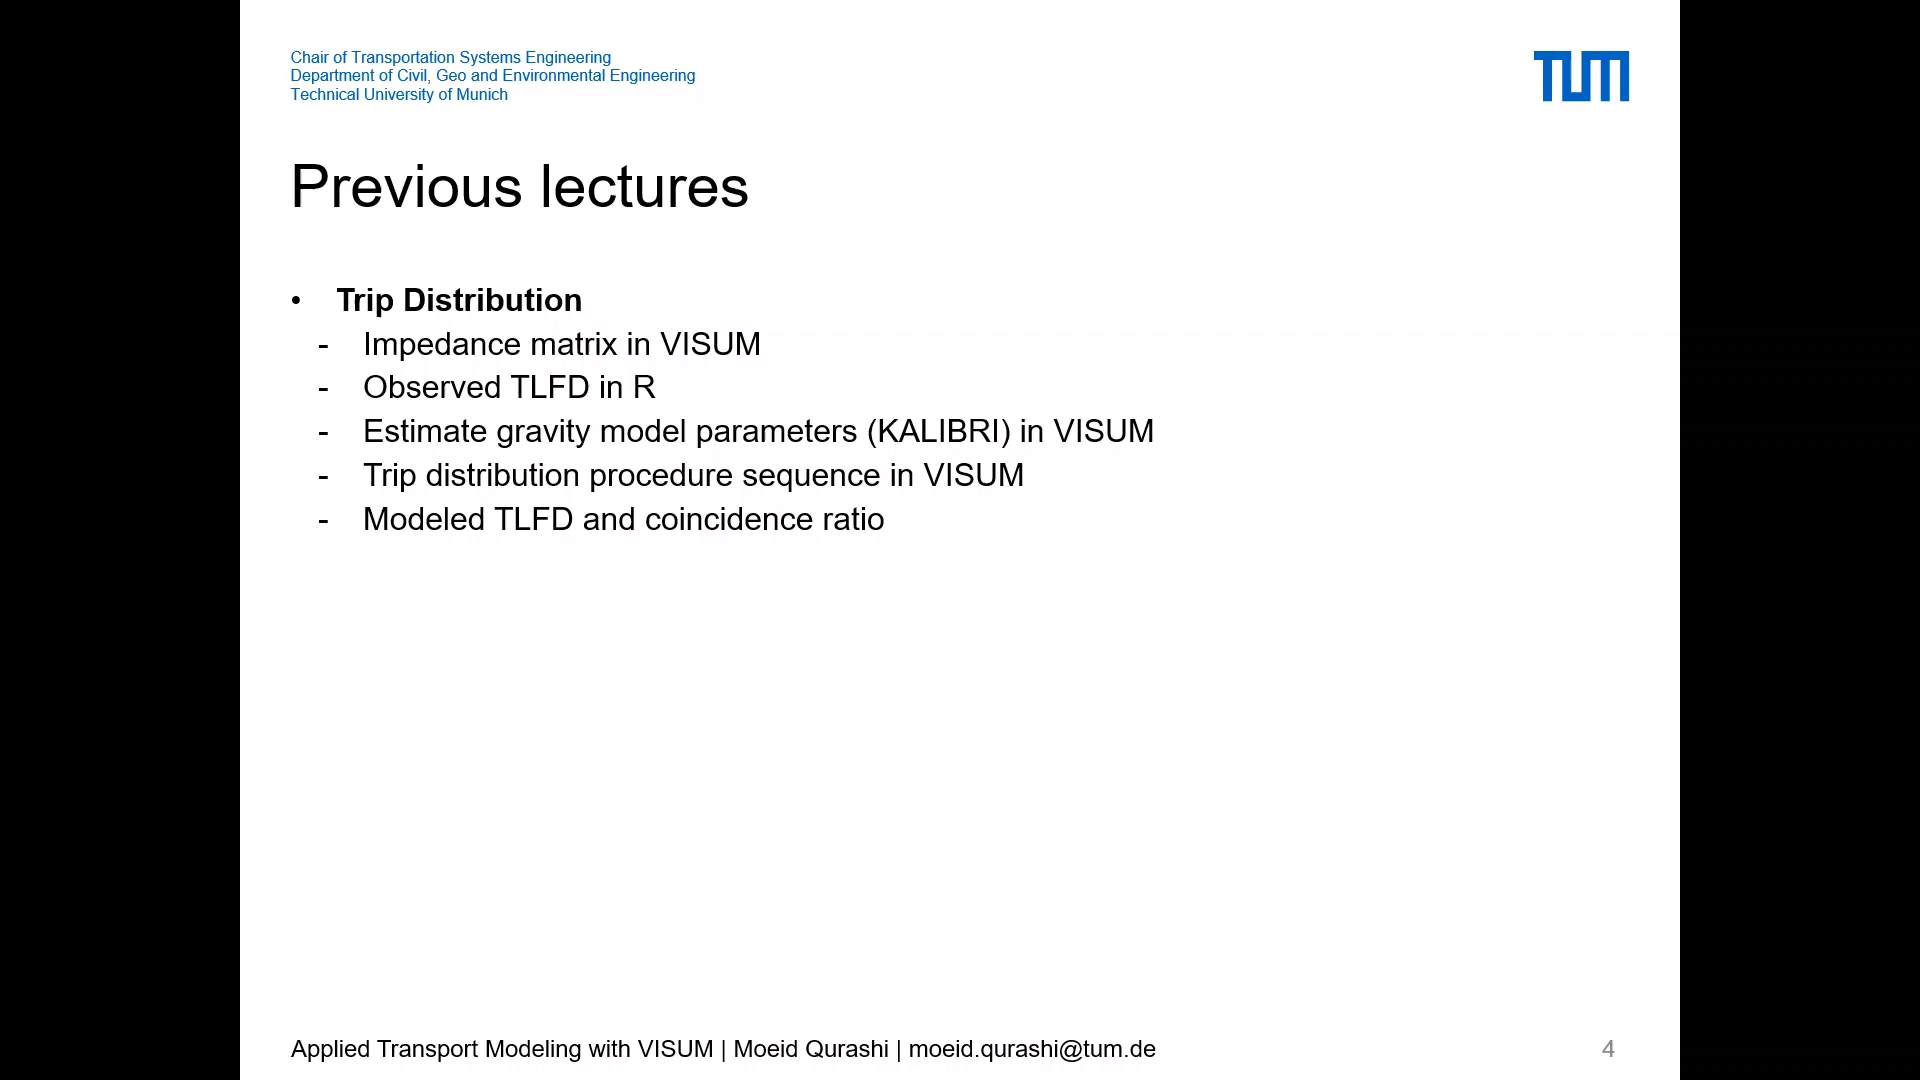 Chair of Transportation Systems Engineering
Department of Civil, Geo and Environmental Engineering
Technical University of Munich
TUM
Previous lectures
• Trip Distribution
- Impedance matrix in VISUM
- Observed TLFD in R
- Estimate gravity model parameters (KALIBRI) in VISUM
- Trip distribution procedure sequence in VISUM
- Modeled TLFD and coincidence ratio
Applied Transport Modeling with VISUM | Moeid Qurashi | moeid.qurashi@tum.de
4